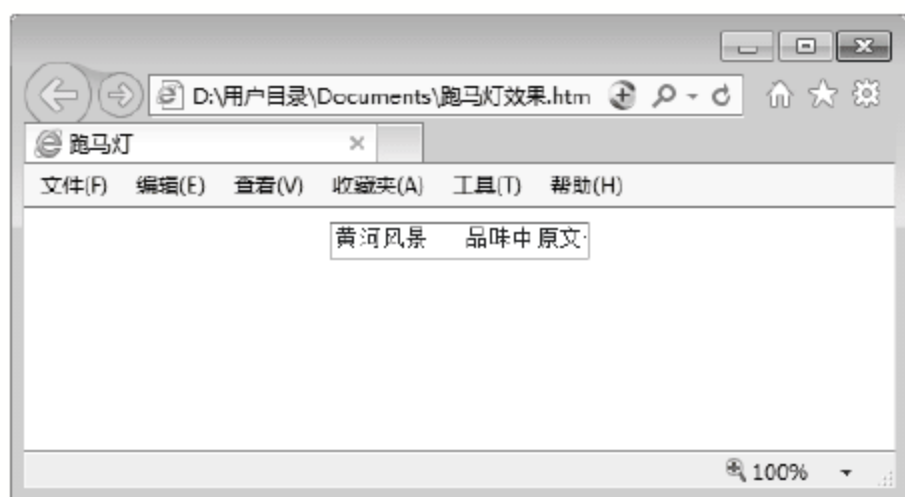 D:\用户目录\Documents\跑马灯效果.htm
跑马灯
文件(F) 编辑(E) 查看(V) 收藏夹(A) 工具(T) 帮助(H)
黄河风景 品味中原文
100%